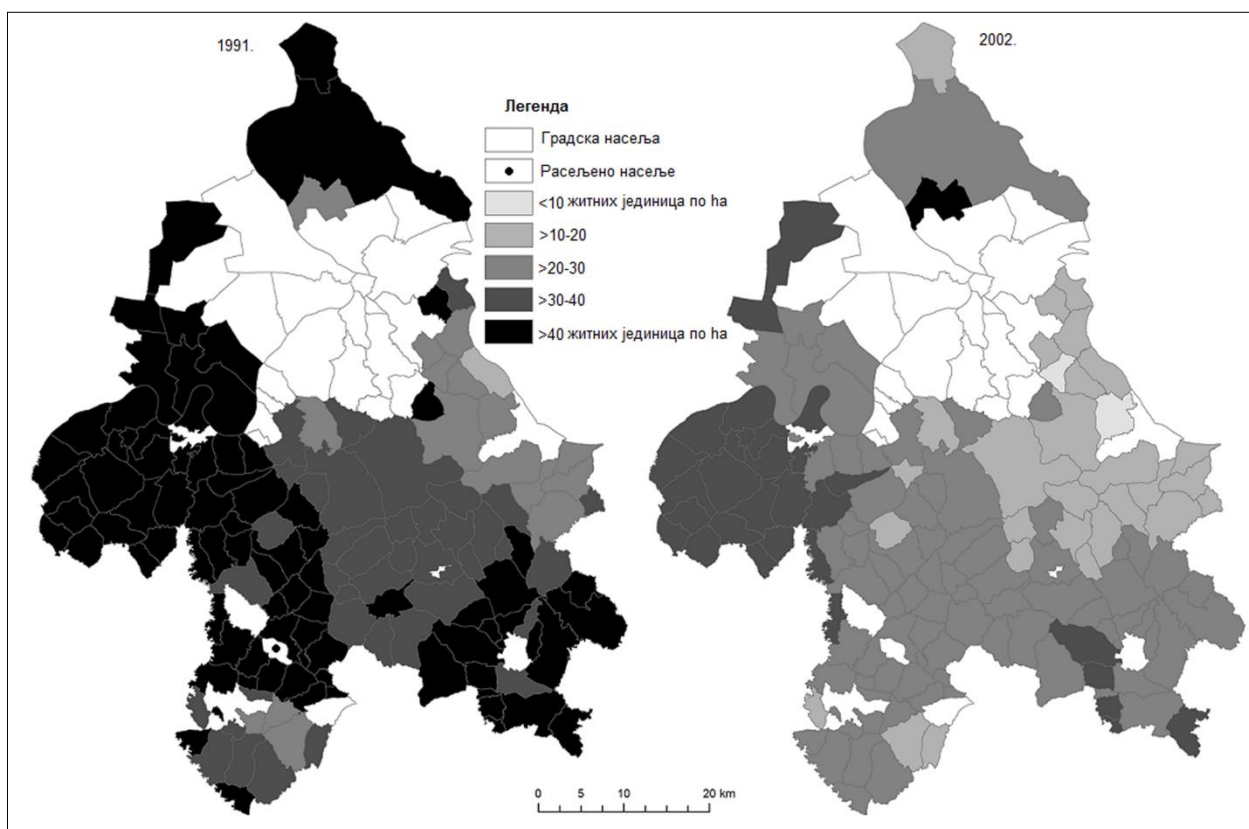 1991.
2002.
Легенда
Градска насеља
Расељено насеље
<10 житних јединица по ha
>10-20
>20-30
>30-40
>40 житних јединица по ha
0 5 10 20 km